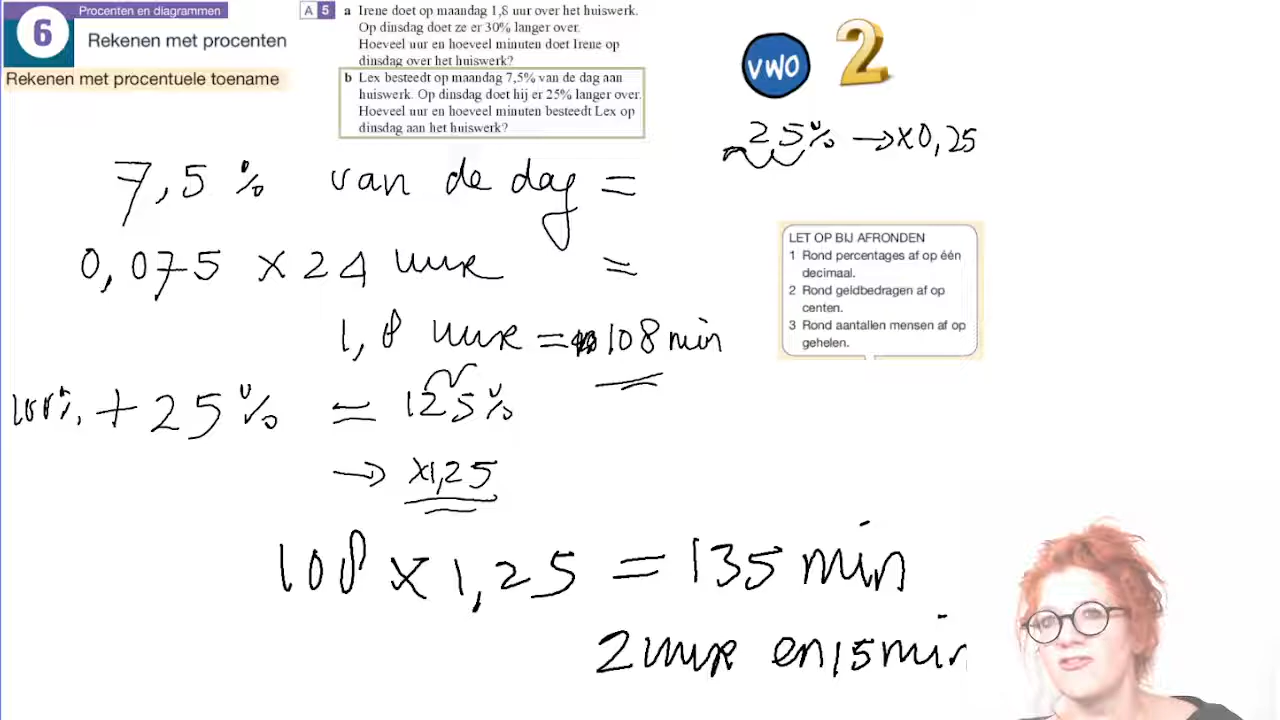 6
Procenten en diagrammen
Rekenen met procenten
Rekenen met procentuele toename
A 5
a Irene doet op maandag 1,8 uur over het huiswerk.
Op dinsdag doet ze er 30% langer over.
Hoeveel uur en hoeveel minuten doet Irene op
dinsdag over het huiswerk?
b Lex besteedt op maandag 7,5% van de dag aan
huiswerk. Op dinsdag doet hij er 25% langer over.
Hoeveel uur en hoeveel minuten besteedt Lex op
dinsdag aan het huiswerk?
VWO 2
25% → x0,25
7,5 % van de dag =
0,075 x 24 uur =
1,8 uur = 108 min
100% + 25% = 125%
→ x1,25
108 x 1,25 = 135 min
2 uur en 15 min
LET OP BIJ AFRONDEN
1 Rond percentages af op één
decimaal.
2 Rond geldbedragen af op
centen.
3 Rond aantallen mensen af op
gehelen.